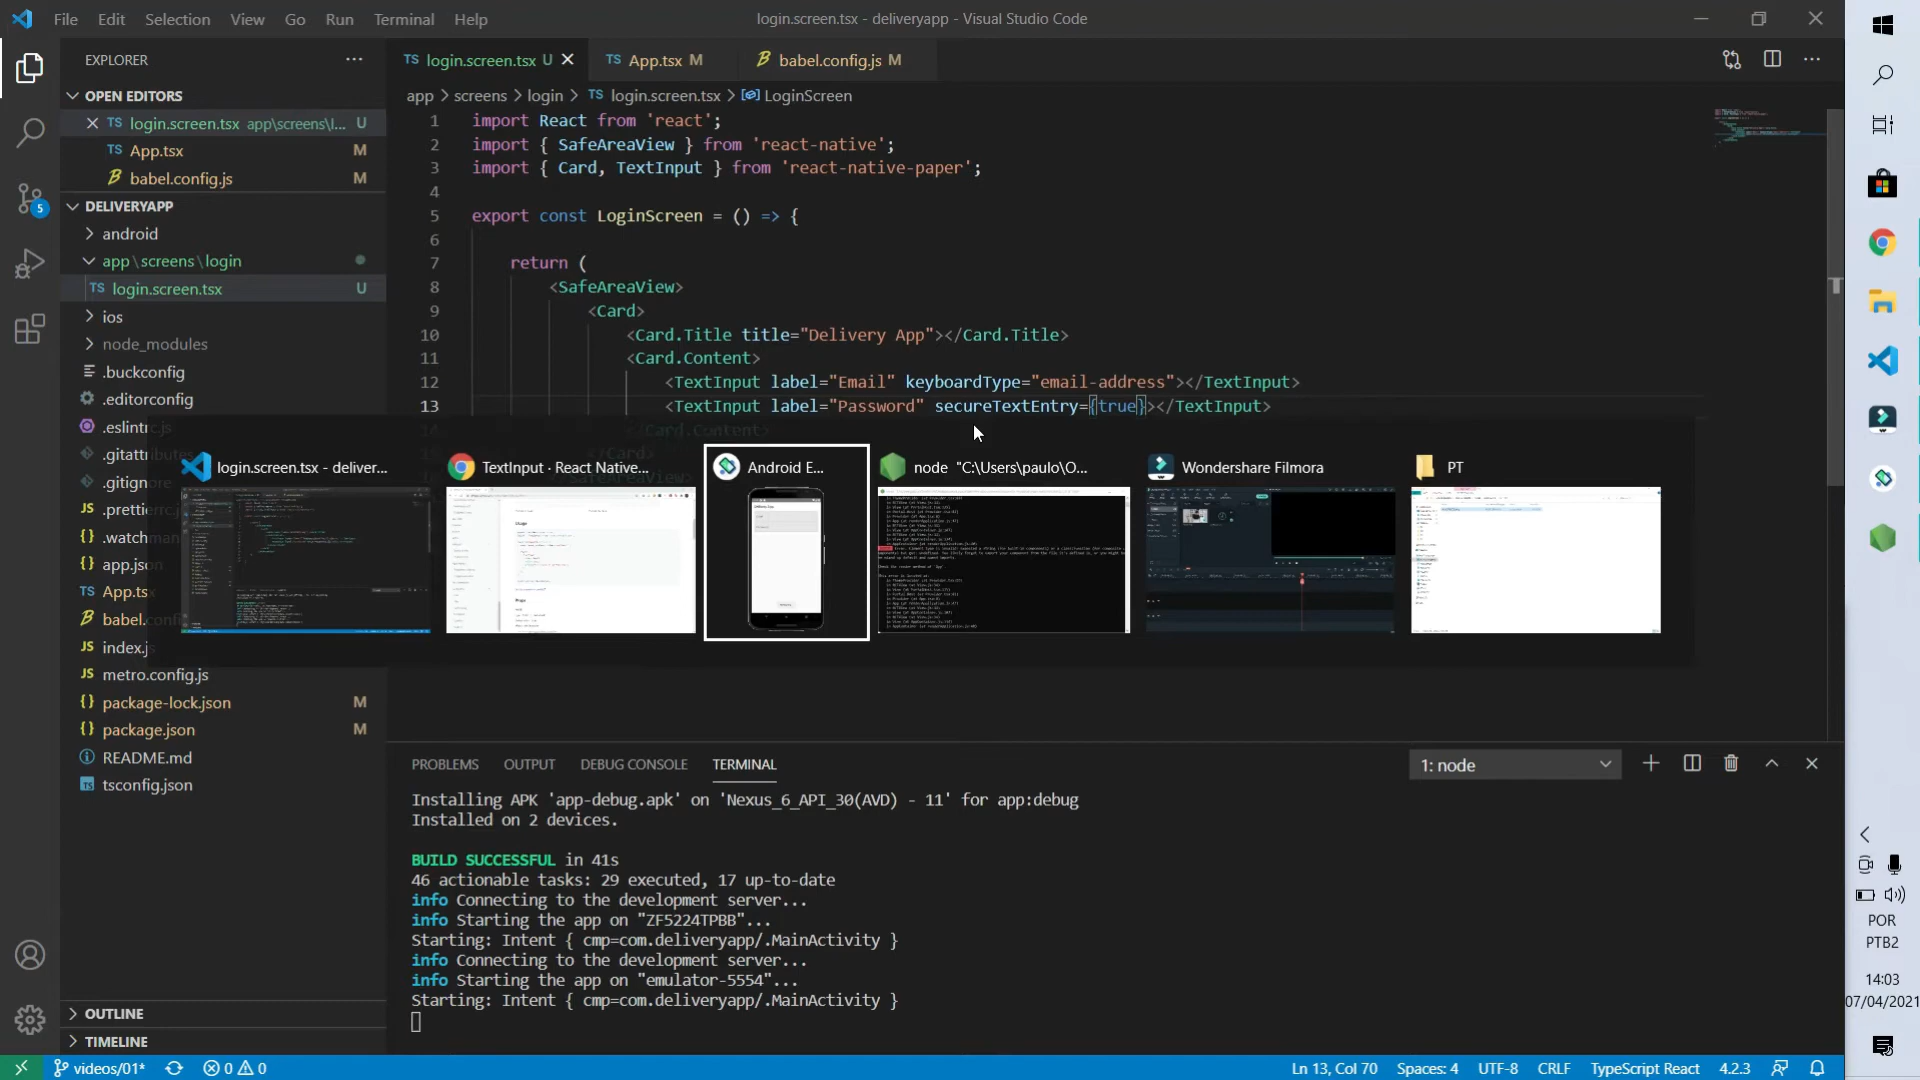 File Edit Selection View Go Run Terminal Help
login.screen.tsx - deliveryapp - Visual Studio Code
EXPLORER
OPEN EDITORS
TS login.screen.tsx app\screens\l... U
TS App.tsx M
babel.config.js M
DELIVERYAPP
android
app\screens\login
TS login.screen.tsx U
ios
node_modules
.buckconfig
.editorconfig
.eslintrc.js
.gitattributes
.gitignore
JS .prettierrc.j
{} .watchman
{} app.json
TS App.tsx
babel.
JS index.js
JS metro.config.js
{} package-lock.json M
{} package.json M
README.md
tsconfig.json
OUTLINE
TIMELINE
5
TS login.screen.tsx U
TS App.tsx M
babel.config.js M
app > screens > login > TS login.screen.tsx > LoginScreen
1 import React from 'react';
2 import { SafeAreaView } from 'react-native';
3 import { Card, TextInput } from 'react-native-paper';
4
5 export const LoginScreen = () => {
6
7 return (
8 <SafeAreaView>
9 <Card>
10 <Card.Title title="Delivery App"></Card.Title>
11 <Card.Content>
12 <TextInput label="Email" keyboardType="email-address"></TextInput>
13 <TextInput label="Password" secureTextEntry={true}></TextInput>
14 </Card.Content>
</Card>
login.screen.tsx - deliver...
TextInput · React Native...
Android E...
node "C:\Users\paulo\O...
Wondershare Filmora
PT
PROBLEMS OUTPUT DEBUG CONSOLE TERMINAL
1: node
Installing APK 'app-debug.apk' on 'Nexus_6_API_30(AVD) - 11' for app:debug
Installed on 2 devices.
BUILD SUCCESSFUL in 41s
46 actionable tasks: 29 executed, 17 up-to-date
info Connecting to the development server...
info Starting the app on "ZF5224TPBB"...
Starting: Intent { cmp=com.deliveryapp/.MainActivity }
info Connecting to the development server...
info Starting the app on "emulator-5554"...
Starting: Intent { cmp=com.deliveryapp/.MainActivity }
videos/01* 0 0
Ln 13, Col 70 Spaces: 4 UTF-8 CRLF TypeScript React 4.2.3
POR
PTB2
14:03
07/04/2021